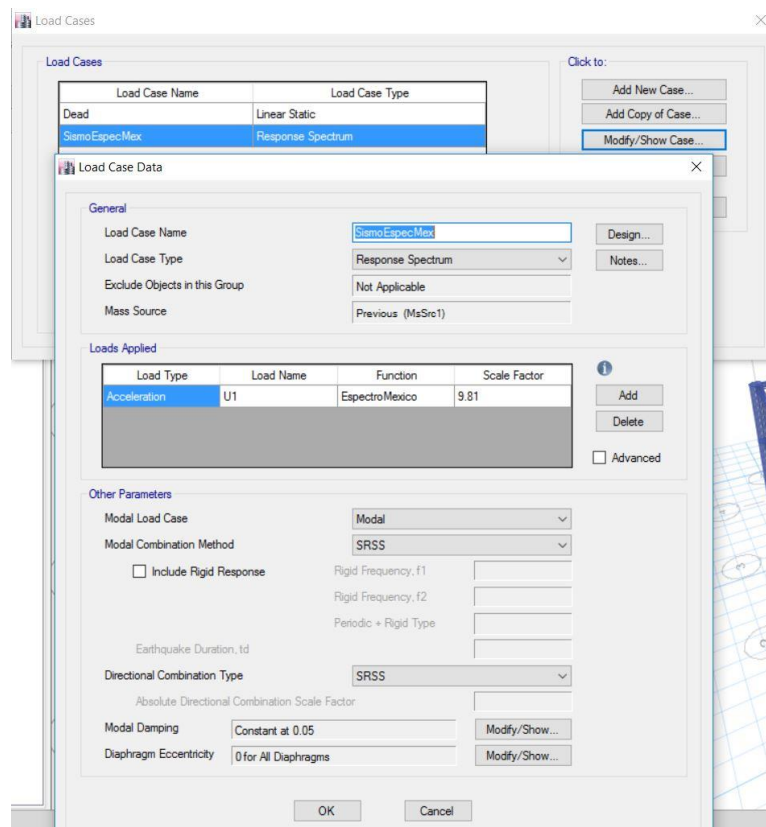 Load Cases
Load Cases
Click to:
Load Case Name Load Case Type
Add New Case...
Dead Linear Static
Add Copy of Case...
SismoEspecMex Response Spectrum
Modify/Show Case...
Load Case Data
General
Load Case Name SismoEspecMex Design...
Load Case Type Response Spectrum Notes...
Exclude Objects in this Group Not Applicable
Mass Source Previous (MsSrc1)
Loads Applied
Load Type Load Name Function Scale Factor
Acceleration U1 EspectroMexico 9.81
Add
Delete
Advanced
Other Parameters
Modal Load Case Modal
Modal Combination Method SRSS
Include Rigid Response Rigid Frequency, f1
Rigid Frequency, f2
Periodic + Rigid Type
Earthquake Duration, td
Directional Combination Type SRSS
Absolute Directional Combination Scale Factor
Modal Damping Constant at 0.05 Modify/Show...
Diaphragm Eccentricity 0 for All Diaphragms Modify/Show...
OK Cancel